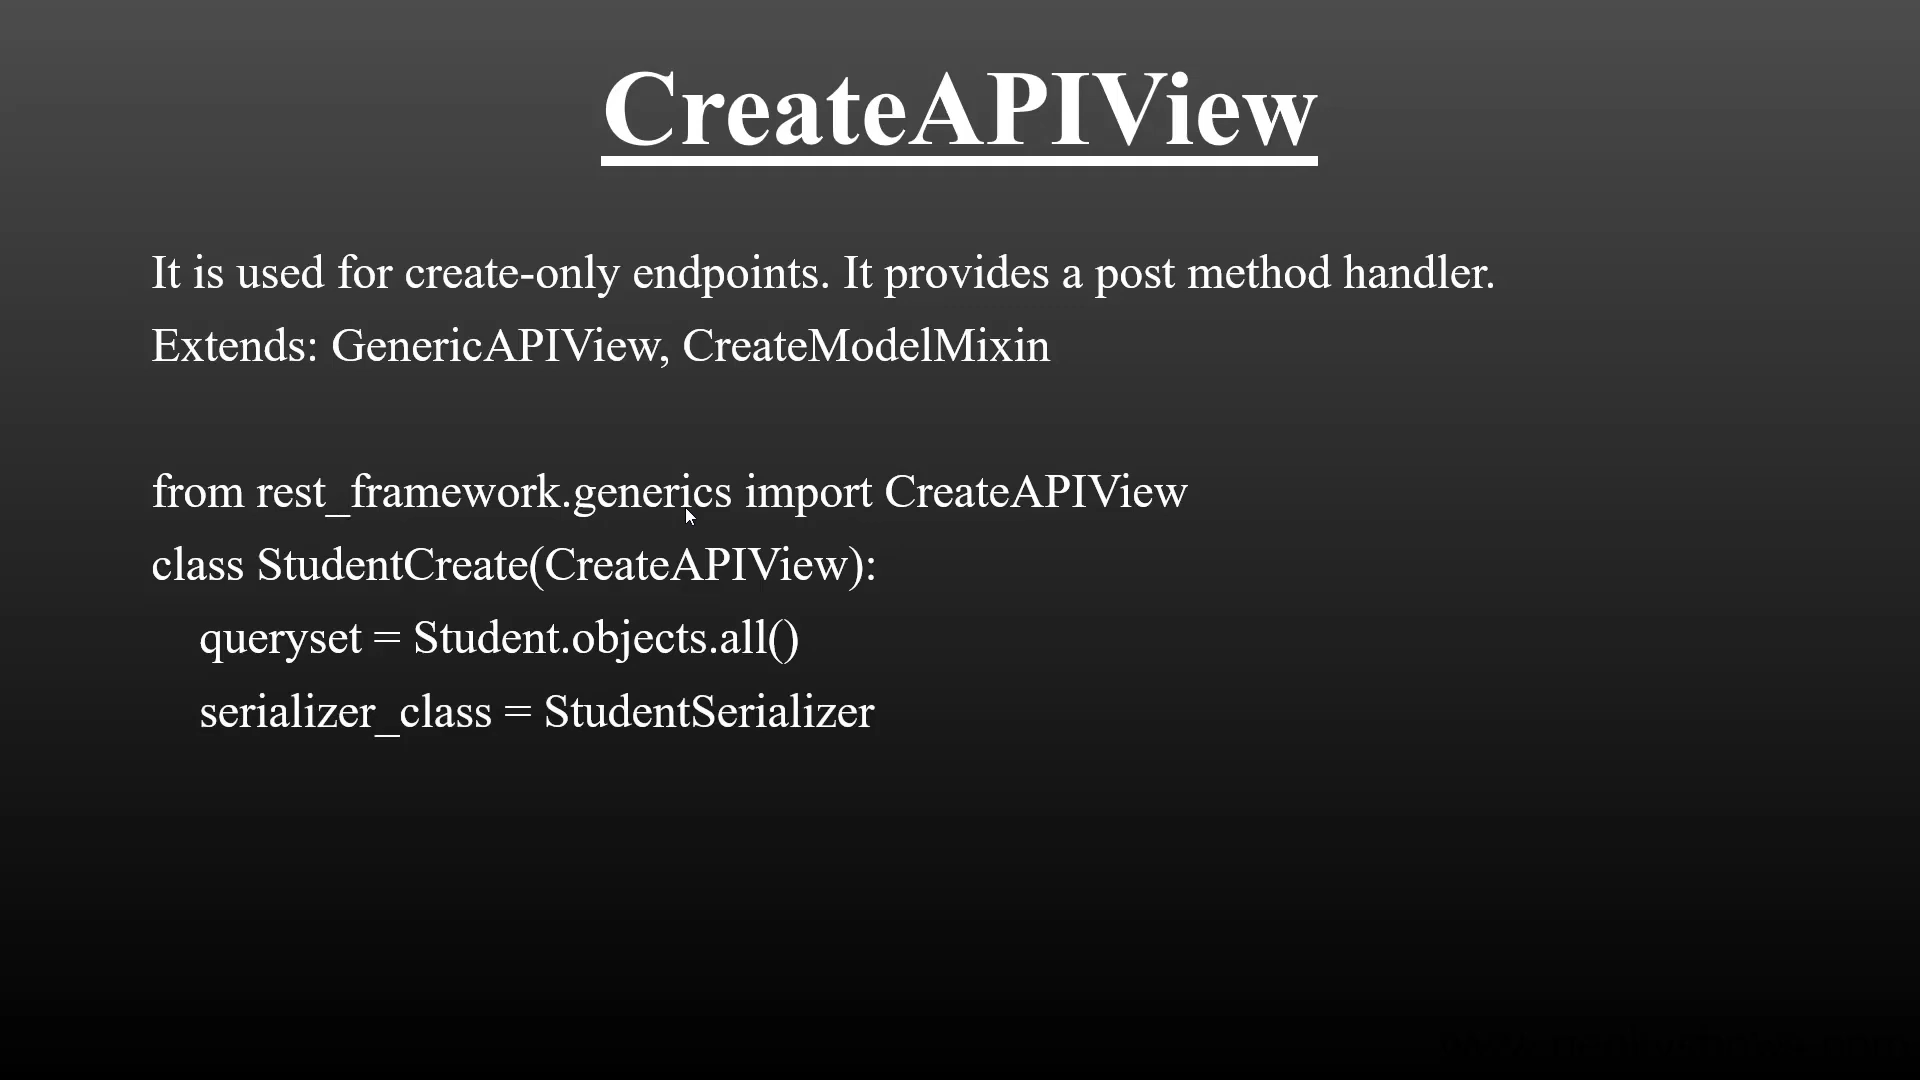 CreateAPIView
It is used for create-only endpoints. It provides a post method handler.
Extends: GenericAPIView, CreateModelMixin
from rest_framework.generics import CreateAPIView
class StudentCreate(CreateAPIView):
queryset = Student.objects.all()
serializer_class = StudentSerializer